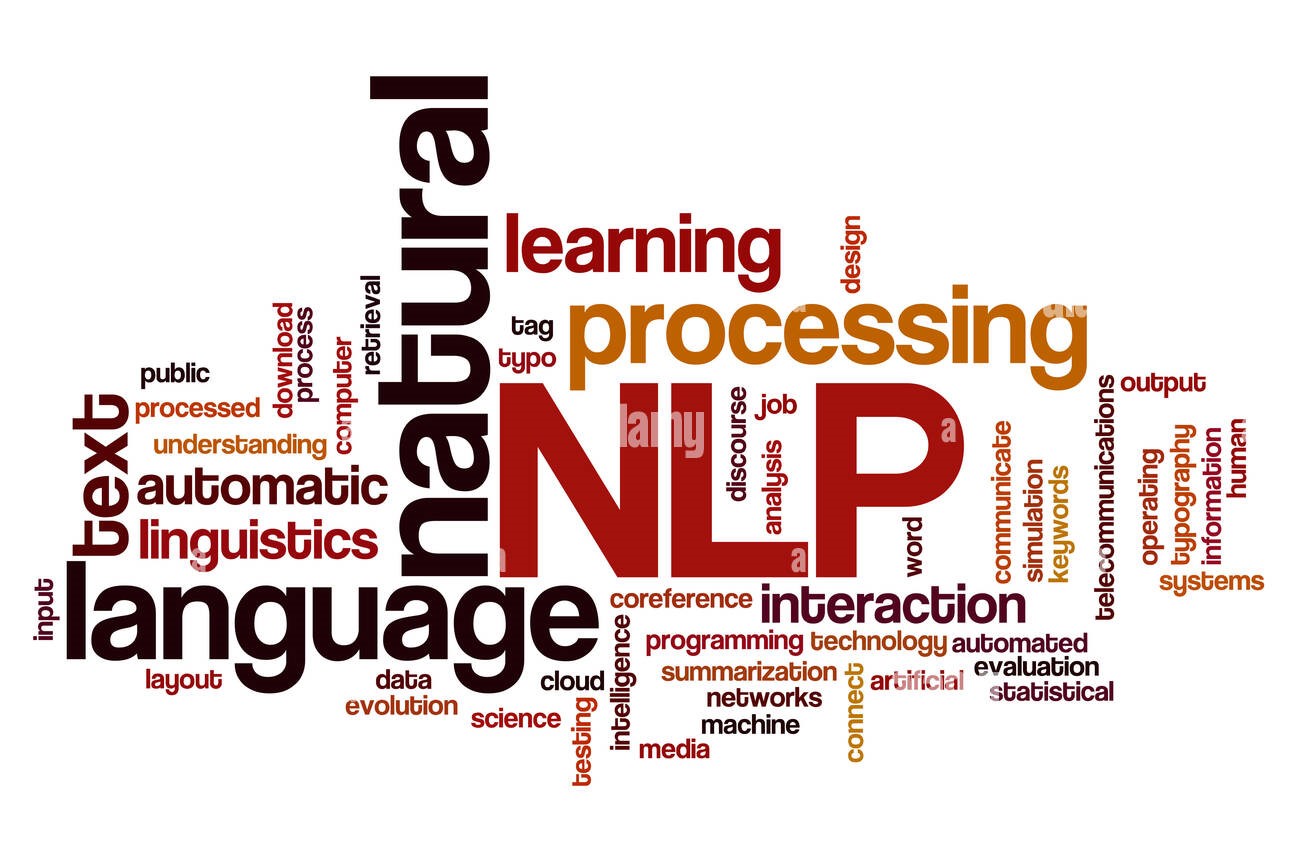 natural
learning
design
processing
retrieval
download
process
tag
computer
typo
public
output
text
processed
NLP
discourse
job
telecommunications
understanding
analysis
communicate
typography
human
automatic
information
operating
simulation
keywords
linguistics
word
systems
language
input
coreference
interaction
intelligence
programming
technology
automated
evaluation
summarization
connect
artificial
layout
data
cloud
statistical
networks
evolution
science
testing
machine
media
alamy
a
a
a